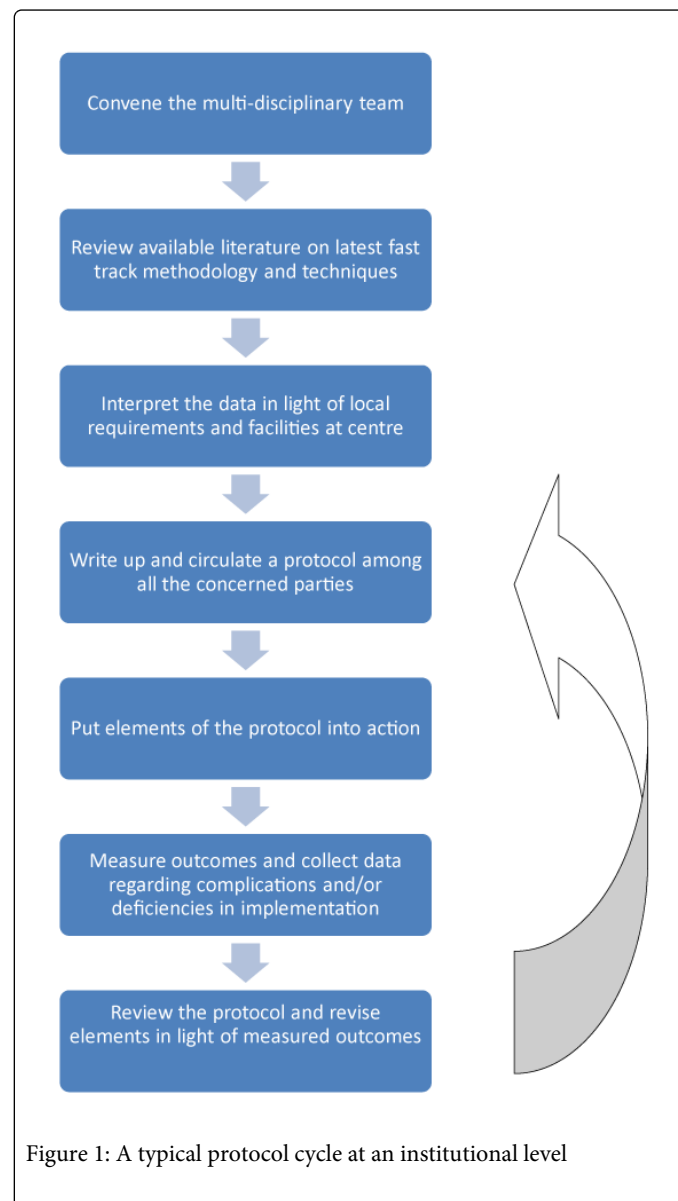 Convene the multi-disciplinary team
Review available literature on latest fast
track methodology and techniques
Interpret the data in light of local
requirements and facilities at centre
Write up and circulate a protocol among
all the concerned parties
Put elements of the protocol into action
Measure outcomes and collect data
regarding complications and/or
deficiencies in implementation
Review the protocol and revise
elements in light of measured outcomes
Figure 1: A typical protocol cycle at an institutional level